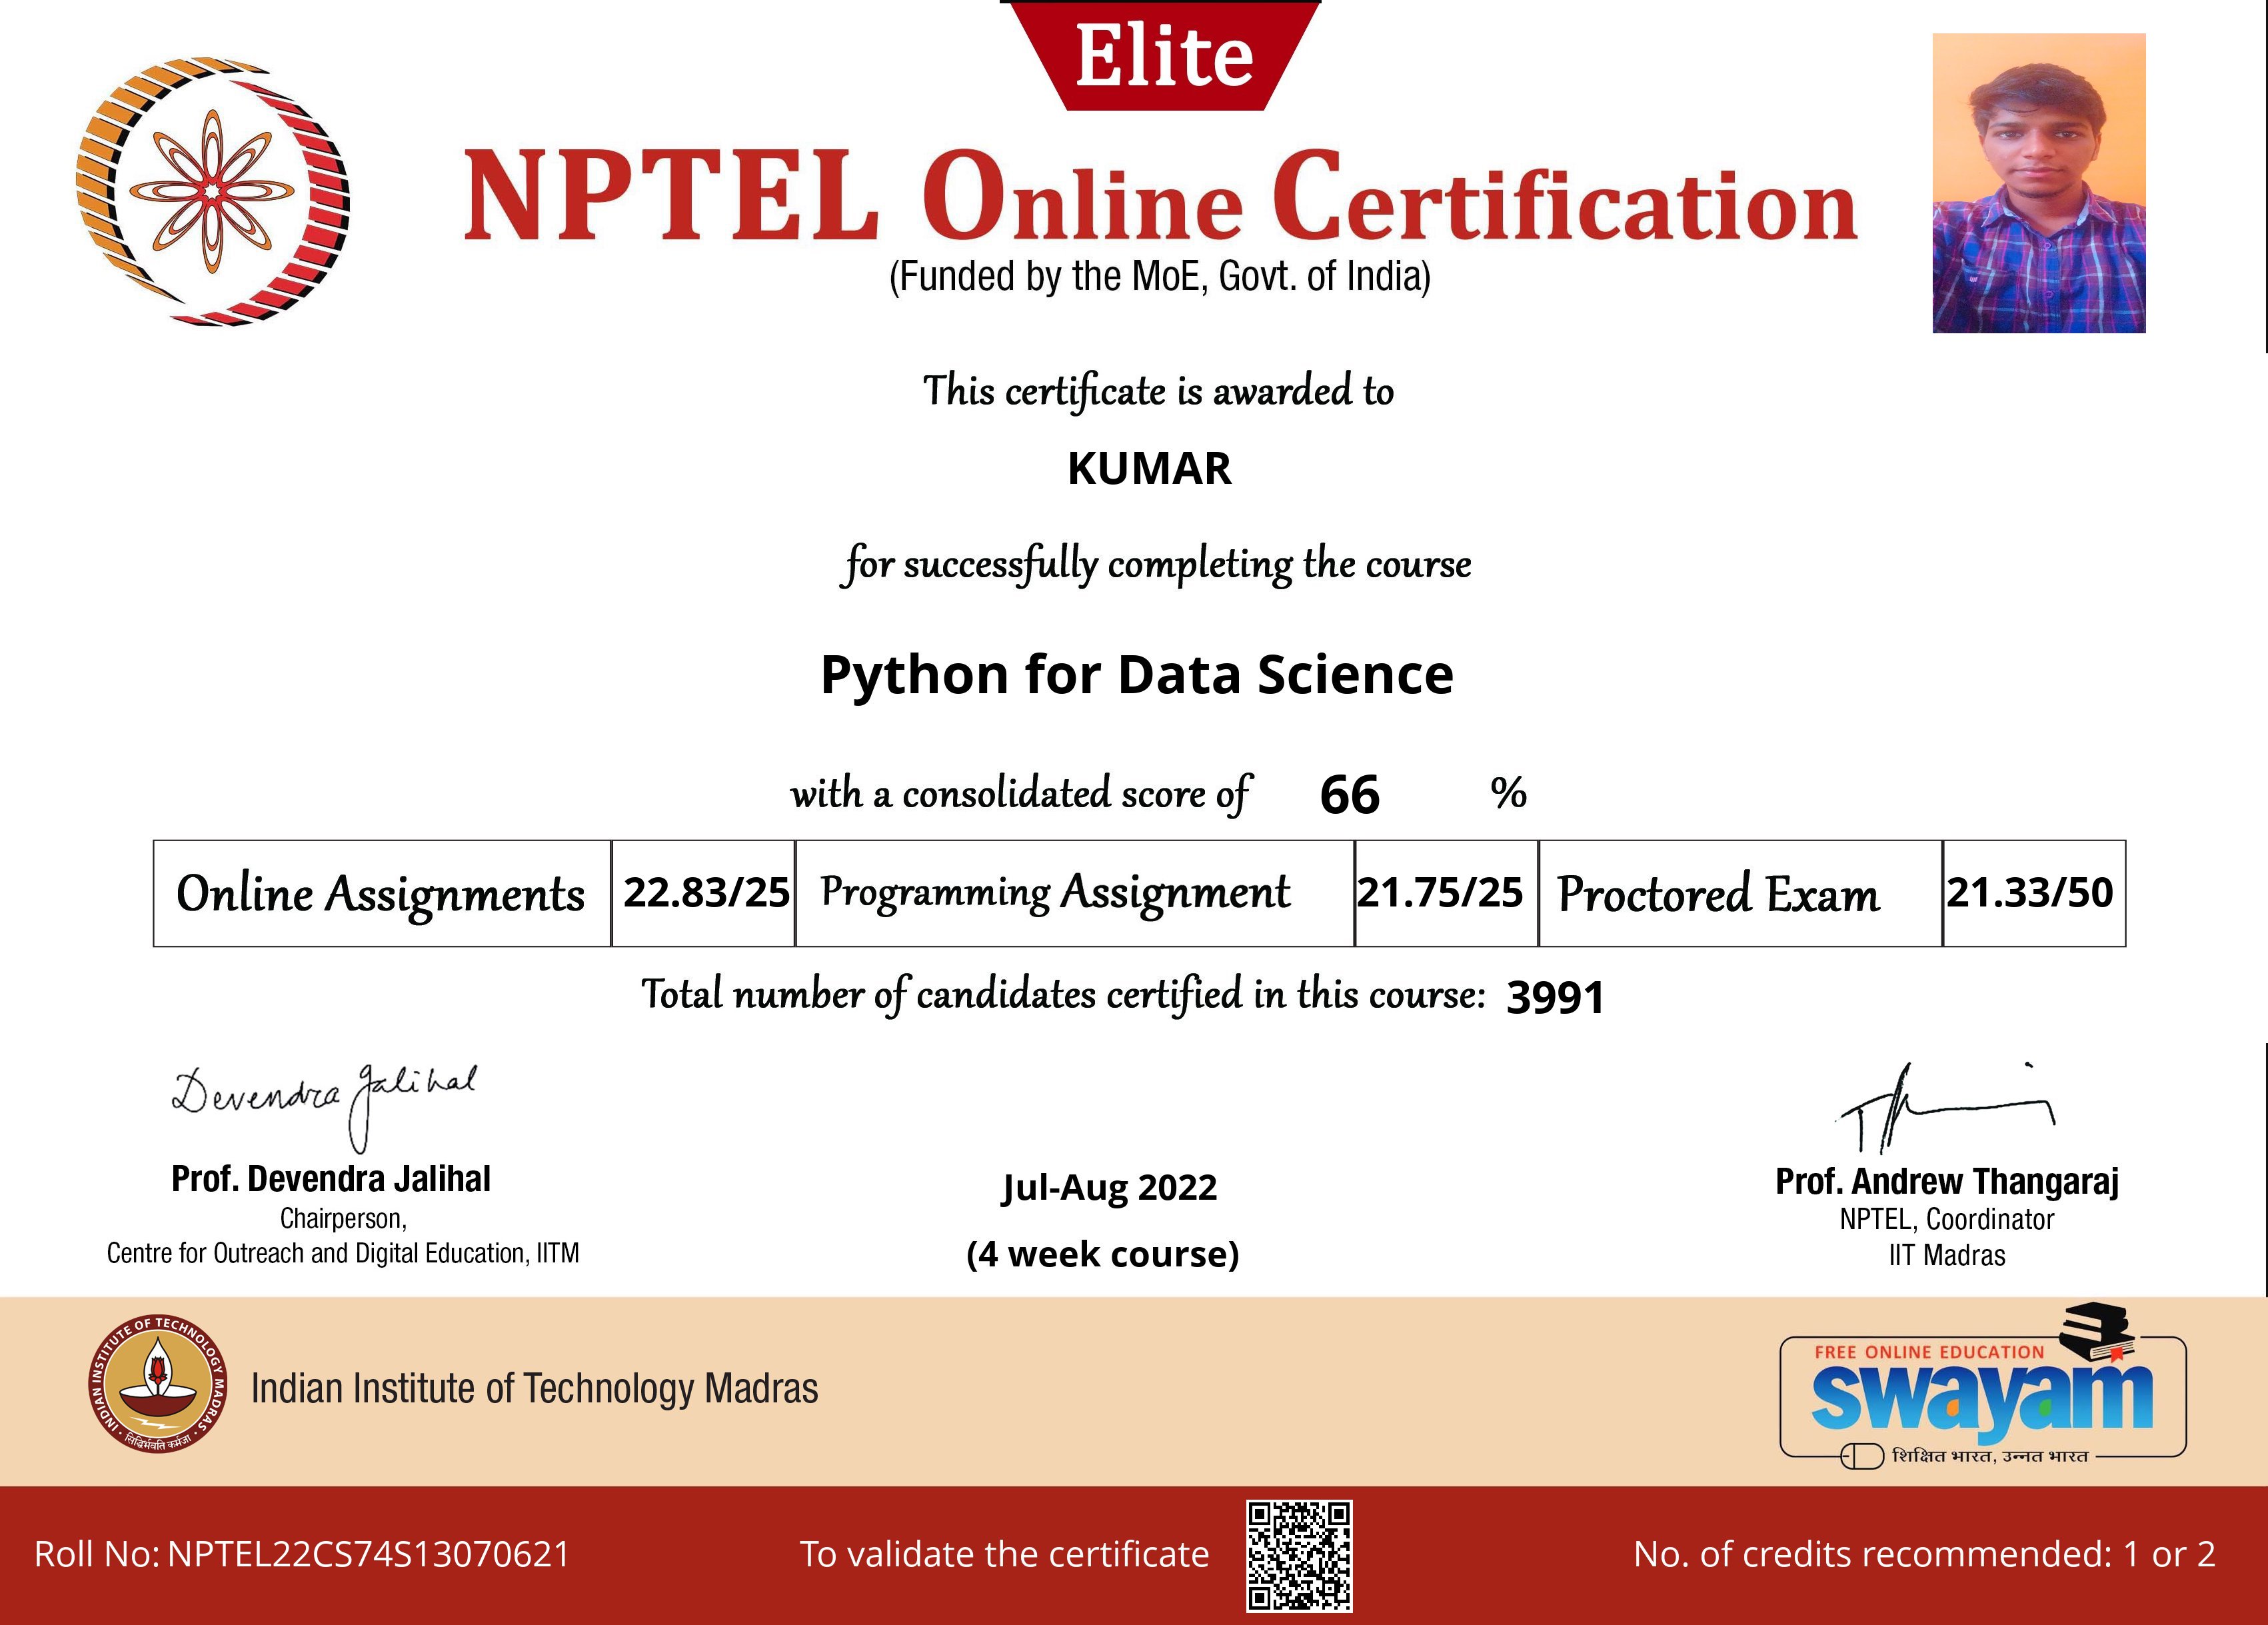 Elite
NPTEL Online Certification
(Funded by the MoE, Govt. of India)
This certificate is awarded to
KUMAR
for successfully completing the course
Python for Data Science
with a consolidated score of 66 %
Online Assignments 22.83/25 Programming Assignment 21.75/25 Proctored Exam 21.33/50
Total number of candidates certified in this course: 3991
Devendra Jalihal
Prof. Devendra Jalihal
Chairperson,
Centre for Outreach and Digital Education, IITM
Jul-Aug 2022
(4 week course)
Prof. Andrew Thangaraj
NPTEL, Coordinator
IIT Madras
INDIAN INSTITUTE OF TECHNOLOGY MADRAS
सिद्धिर्भवति कर्मजा
Indian Institute of Technology Madras
FREE ONLINE EDUCATION
swayam
शिक्षित भारत, उन्नत भारत
Roll No: NPTEL22CS74S13070621
To validate the certificate
No. of credits recommended: 1 or 2